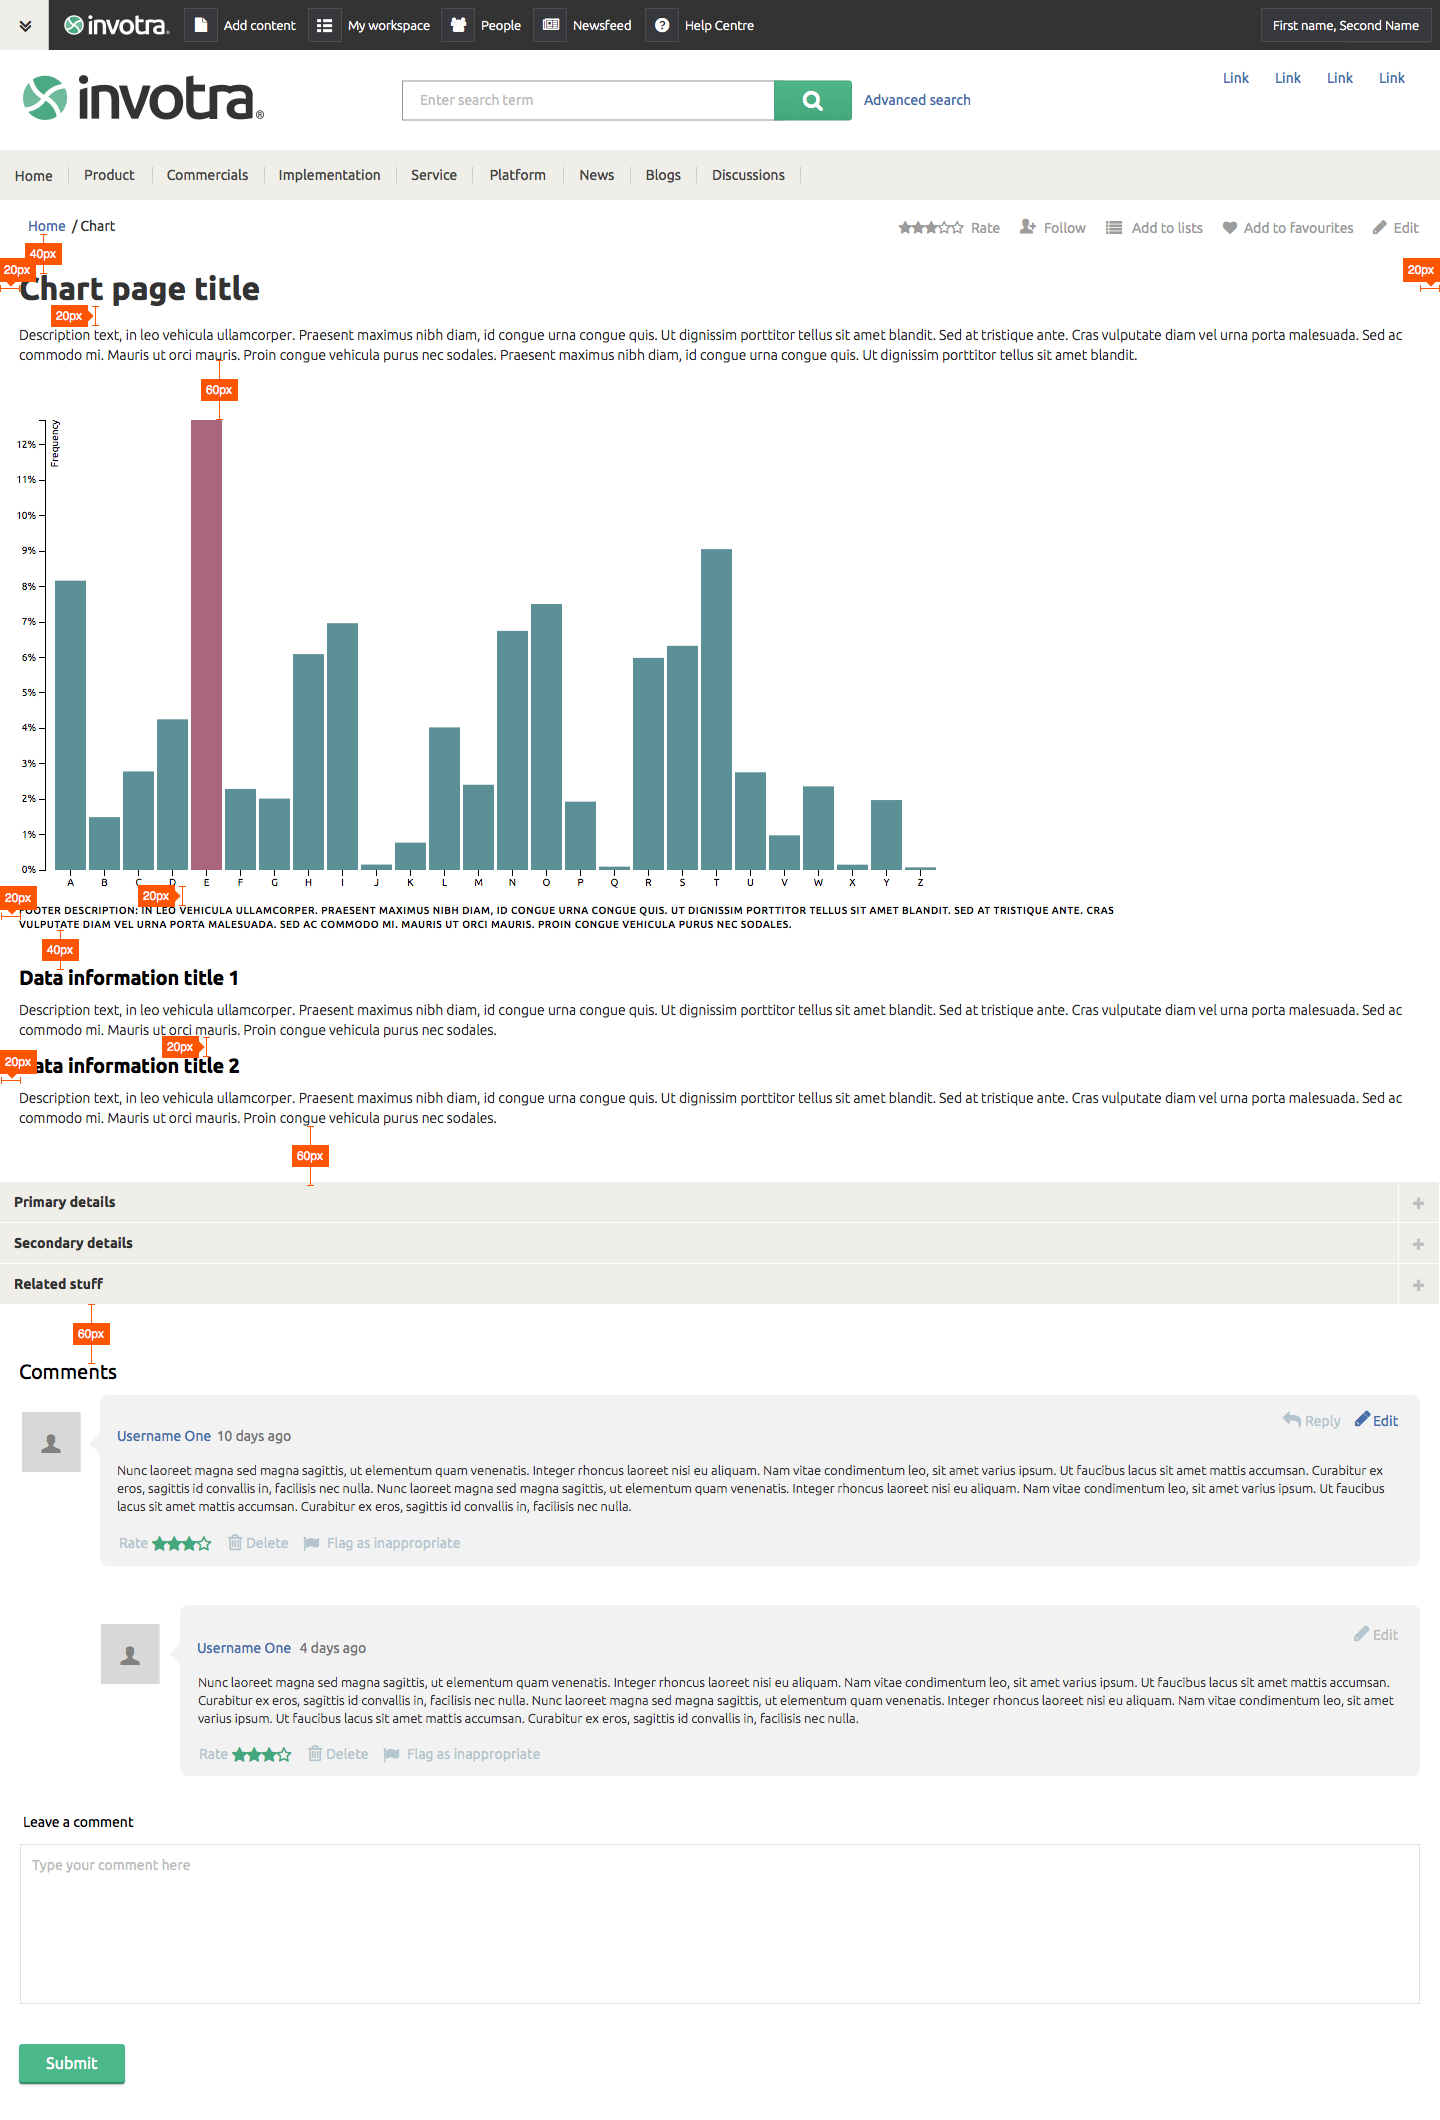 invotra.
Add content
My workspace
People
Newsfeed
Help Centre
First name, Second Name
invotra®
Enter search term
Advanced search
Link
Link
Link
Link
Home
Product
Commercials
Implementation
Service
Platform
News
Blogs
Discussions
Home / Chart
Rate
Follow
Add to lists
Add to favourites
Edit
40px
20px
20px
Chart page title
20px
Description text, in leo vehicula ullamcorper. Praesent maximus nibh diam, id congue urna congue quis. Ut dignissim porttitor tellus sit amet blandit. Sed at tristique ante. Cras vulputate diam vel urna porta malesuada. Sed ac
commodo mi. Mauris ut orci mauris. Proin congue vehicula purus nec sodales. Praesent maximus nibh diam, id congue urna congue quis. Ut dignissim porttitor tellus sit amet blandit.
60px
Frequency
12%
11%
10%
9%
8%
7%
6%
5%
4%
3%
2%
1%
0%
A B C D E F G H I J K L M N O P Q R S T U V W X Y Z
20px
20px
FOOTER DESCRIPTION: IN LEO VEHICULA ULLAMCORPER. PRAESENT MAXIMUS NIBH DIAM, ID CONGUE URNA CONGUE QUIS. UT DIGNISSIM PORTTITOR TELLUS SIT AMET BLANDIT. SED AT TRISTIQUE ANTE. CRAS
VULPUTATE DIAM VEL URNA PORTA MALESUADA. SED AC COMMODO MI. MAURIS UT ORCI MAURIS. PROIN CONGUE VEHICULA PURUS NEC SODALES.
40px
Data information title 1
Description text, in leo vehicula ullamcorper. Praesent maximus nibh diam, id congue urna congue quis. Ut dignissim porttitor tellus sit amet blandit. Sed at tristique ante. Cras vulputate diam vel urna porta malesuada. Sed ac
commodo mi. Mauris ut orci mauris. Proin congue vehicula purus nec sodales.
20px
20px
Data information title 2
Description text, in leo vehicula ullamcorper. Praesent maximus nibh diam, id congue urna congue quis. Ut dignissim porttitor tellus sit amet blandit. Sed at tristique ante. Cras vulputate diam vel urna porta malesuada. Sed ac
commodo mi. Mauris ut orci mauris. Proin congue vehicula purus nec sodales.
60px
Primary details
Secondary details
Related stuff
60px
Comments
Reply
Edit
Username One 10 days ago
Nunc laoreet magna sed magna sagittis, ut elementum quam venenatis. Integer rhoncus laoreet nisi eu aliquam. Nam vitae condimentum leo, sit amet varius ipsum. Ut faucibus lacus sit amet mattis accumsan. Curabitur ex
eros, sagittis id convallis in, facilisis nec nulla. Nunc laoreet magna sed magna sagittis, ut elementum quam venenatis. Integer rhoncus laoreet nisi eu aliquam. Nam vitae condimentum leo, sit amet varius ipsum. Ut faucibus
lacus sit amet mattis accumsan. Curabitur ex eros, sagittis id convallis in, facilisis nec nulla.
Rate
Delete
Flag as inappropriate
Edit
Username One 4 days ago
Nunc laoreet magna sed magna sagittis, ut elementum quam venenatis. Integer rhoncus laoreet nisi eu aliquam. Nam vitae condimentum leo, sit amet varius ipsum. Ut faucibus lacus sit amet mattis accumsan.
Curabitur ex eros, sagittis id convallis in, facilisis nec nulla. Nunc laoreet magna sed magna sagittis, ut elementum quam venenatis. Integer rhoncus laoreet nisi eu aliquam. Nam vitae condimentum leo, sit amet
varius ipsum. Ut faucibus lacus sit amet mattis accumsan. Curabitur ex eros, sagittis id convallis in, facilisis nec nulla.
Rate
Delete
Flag as inappropriate
Leave a comment
Type your comment here
Submit